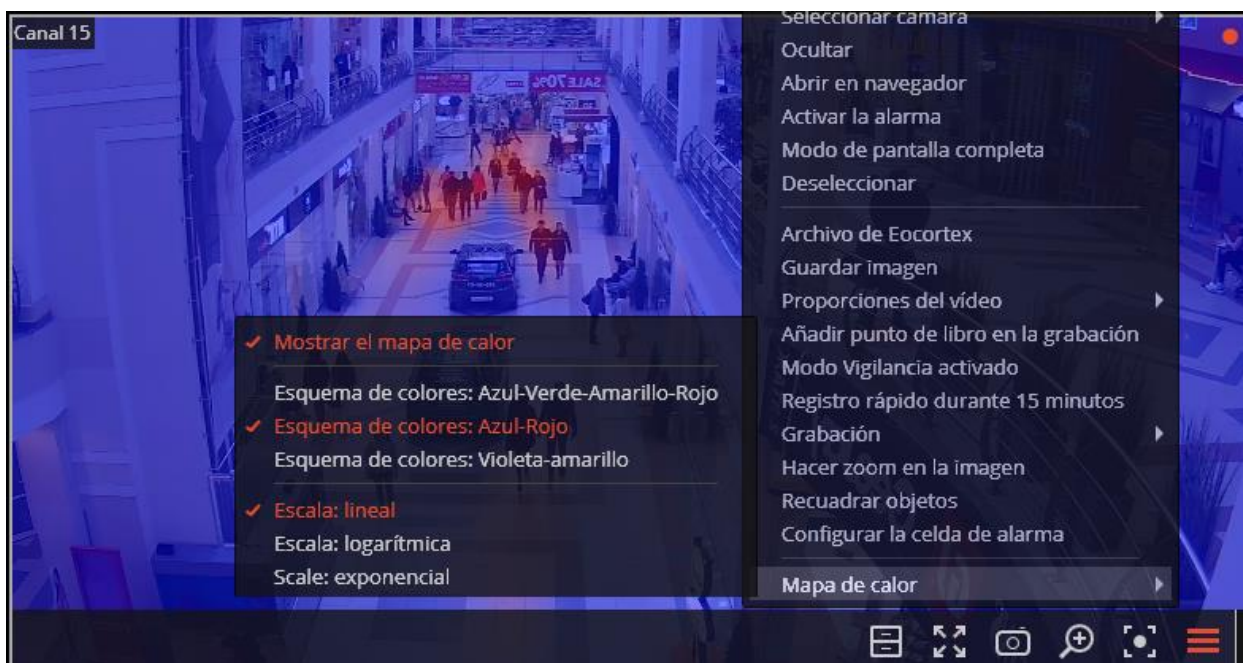 Canal 15
SALE 70%
Seleccionar cámara
Ocultar
Abrir en navegador
Activar la alarma
Modo de pantalla completa
Deseleccionar
Archivo de Eocortex
Guardar imagen
Proporciones del vídeo
Añadir punto de libro en la grabación
Modo Vigilancia activado
Registro rápido durante 15 minutos
Grabación
Hacer zoom en la imagen
Recuadrar objetos
Configurar la celda de alarma
Mapa de calor
Mostrar el mapa de calor
Esquema de colores: Azul-Verde-Amarillo-Rojo
Esquema de colores: Azul-Rojo
Esquema de colores: Violeta-amarillo
Escala: lineal
Escala: logarítmica
Scale: exponencial